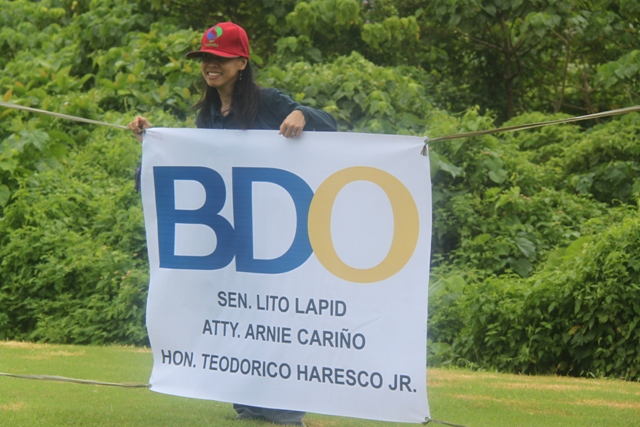 BDO
SEN. LITO LAPID
ATTY. ARNIE CARIÑO
HON. TEODORICO HARESCO JR.